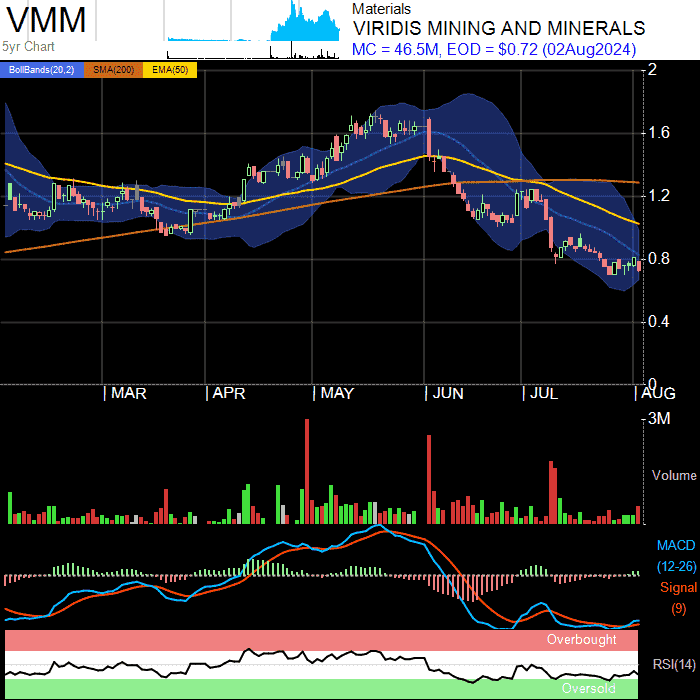 VMM
5yr Chart
Materials
VIRIDIS MINING AND MINERALS
MC = 46.5M, EOD = $0.72 (02Aug2024)
BollBands(20,2) SMA(200) EMA(50)
2
1.6
1.2
0.8
0.4
0
MAR APR MAY JUN JUL AUG
3M
Volume
MACD
(12-26)
Signal
(9)
Overbought
RSI(14)
Oversold